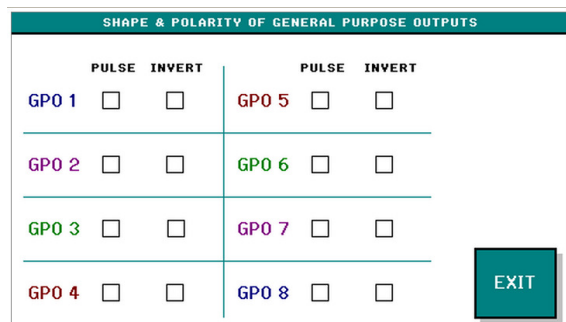 SHAPE & POLARITY OF GENERAL PURPOSE OUTPUTS
PULSE INVERT PULSE INVERT
GPO 1 GPO 5
GPO 2 GPO 6
GPO 3 GPO 7
GPO 4 GPO 8
EXIT